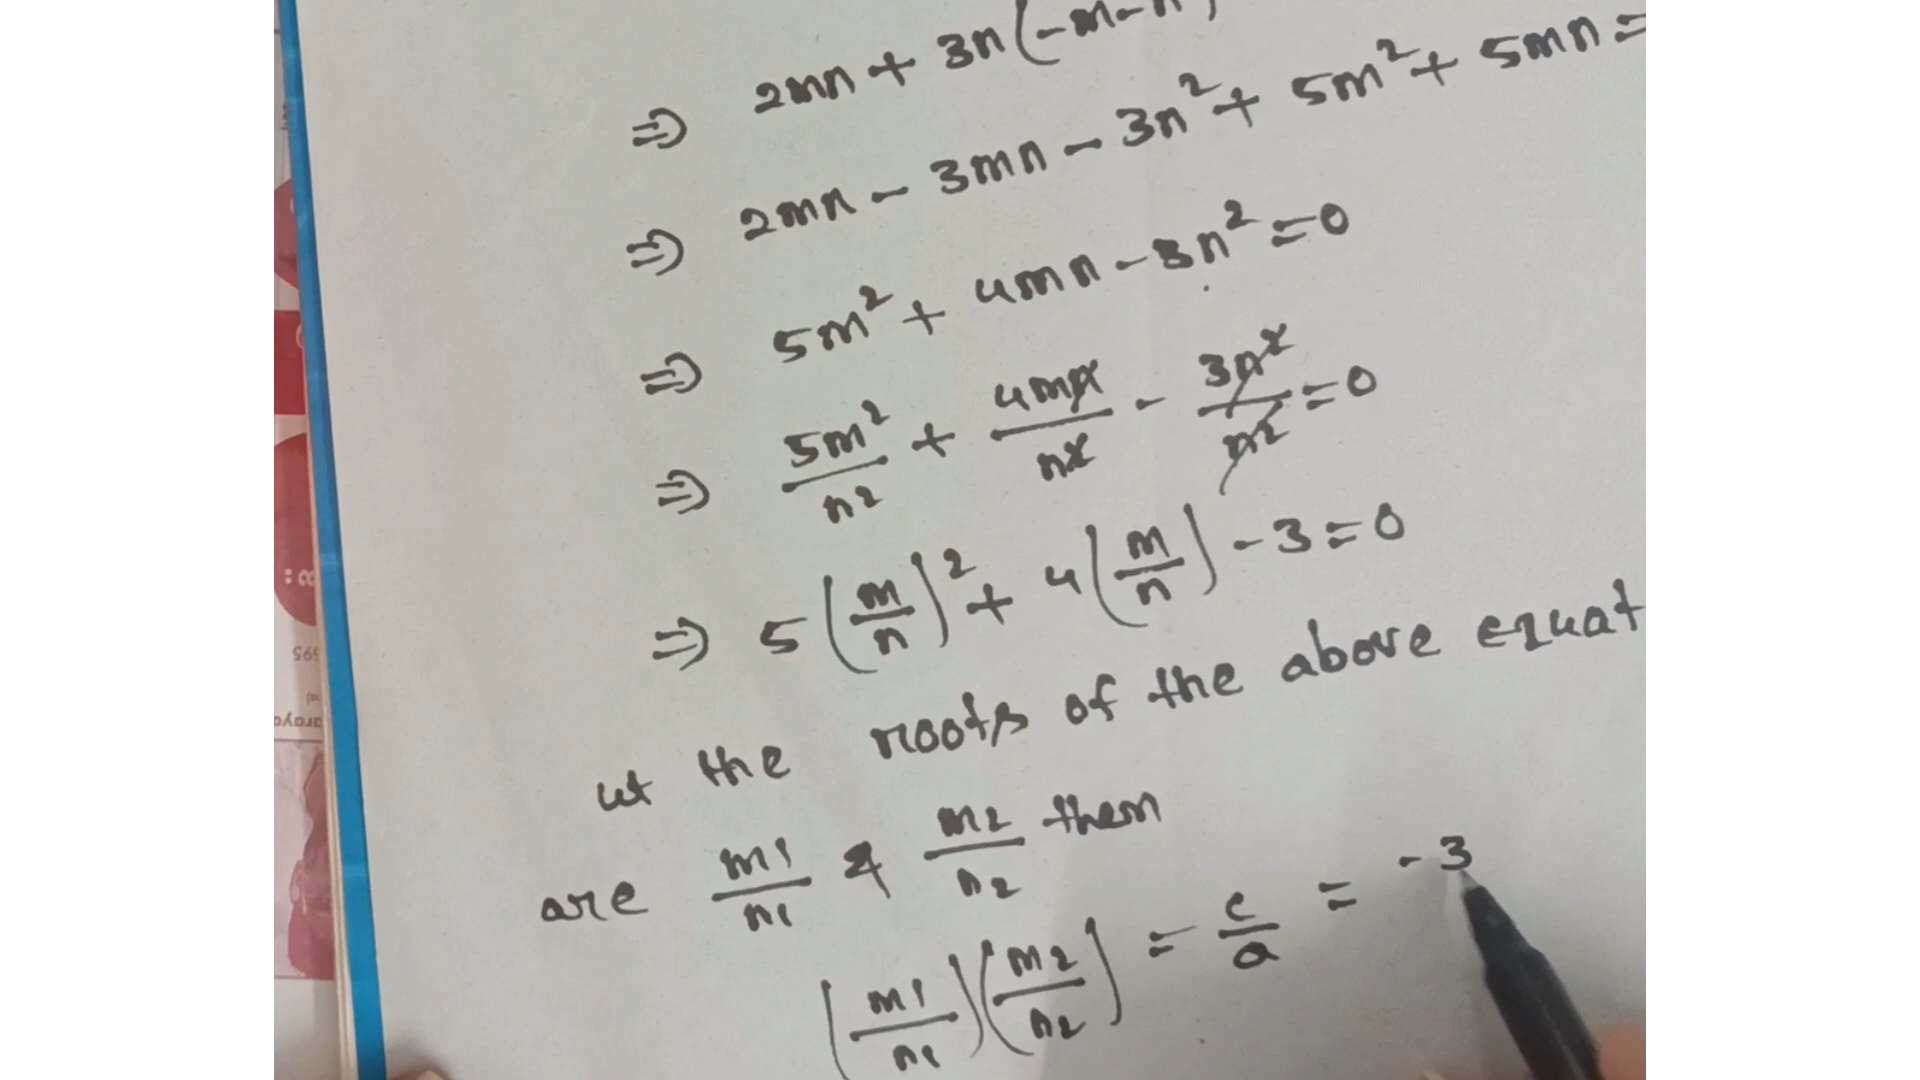 ⇒ 2mn + 3n(-m-n)
⇒ 2mn - 3mn - 3n² + 5m² + 5mn =
⇒ 5m² + 4mn - 3n² = 0
⇒ 5m²/n2 + 4mn/n2 - 3n²/n2 = 0
⇒ 5(m/n)² + 4(m/n) - 3 = 0
let the roots of the above equat
are m1/n1 & m2/n2 then
(m1/n1)(m2/n2) = c/a = -3